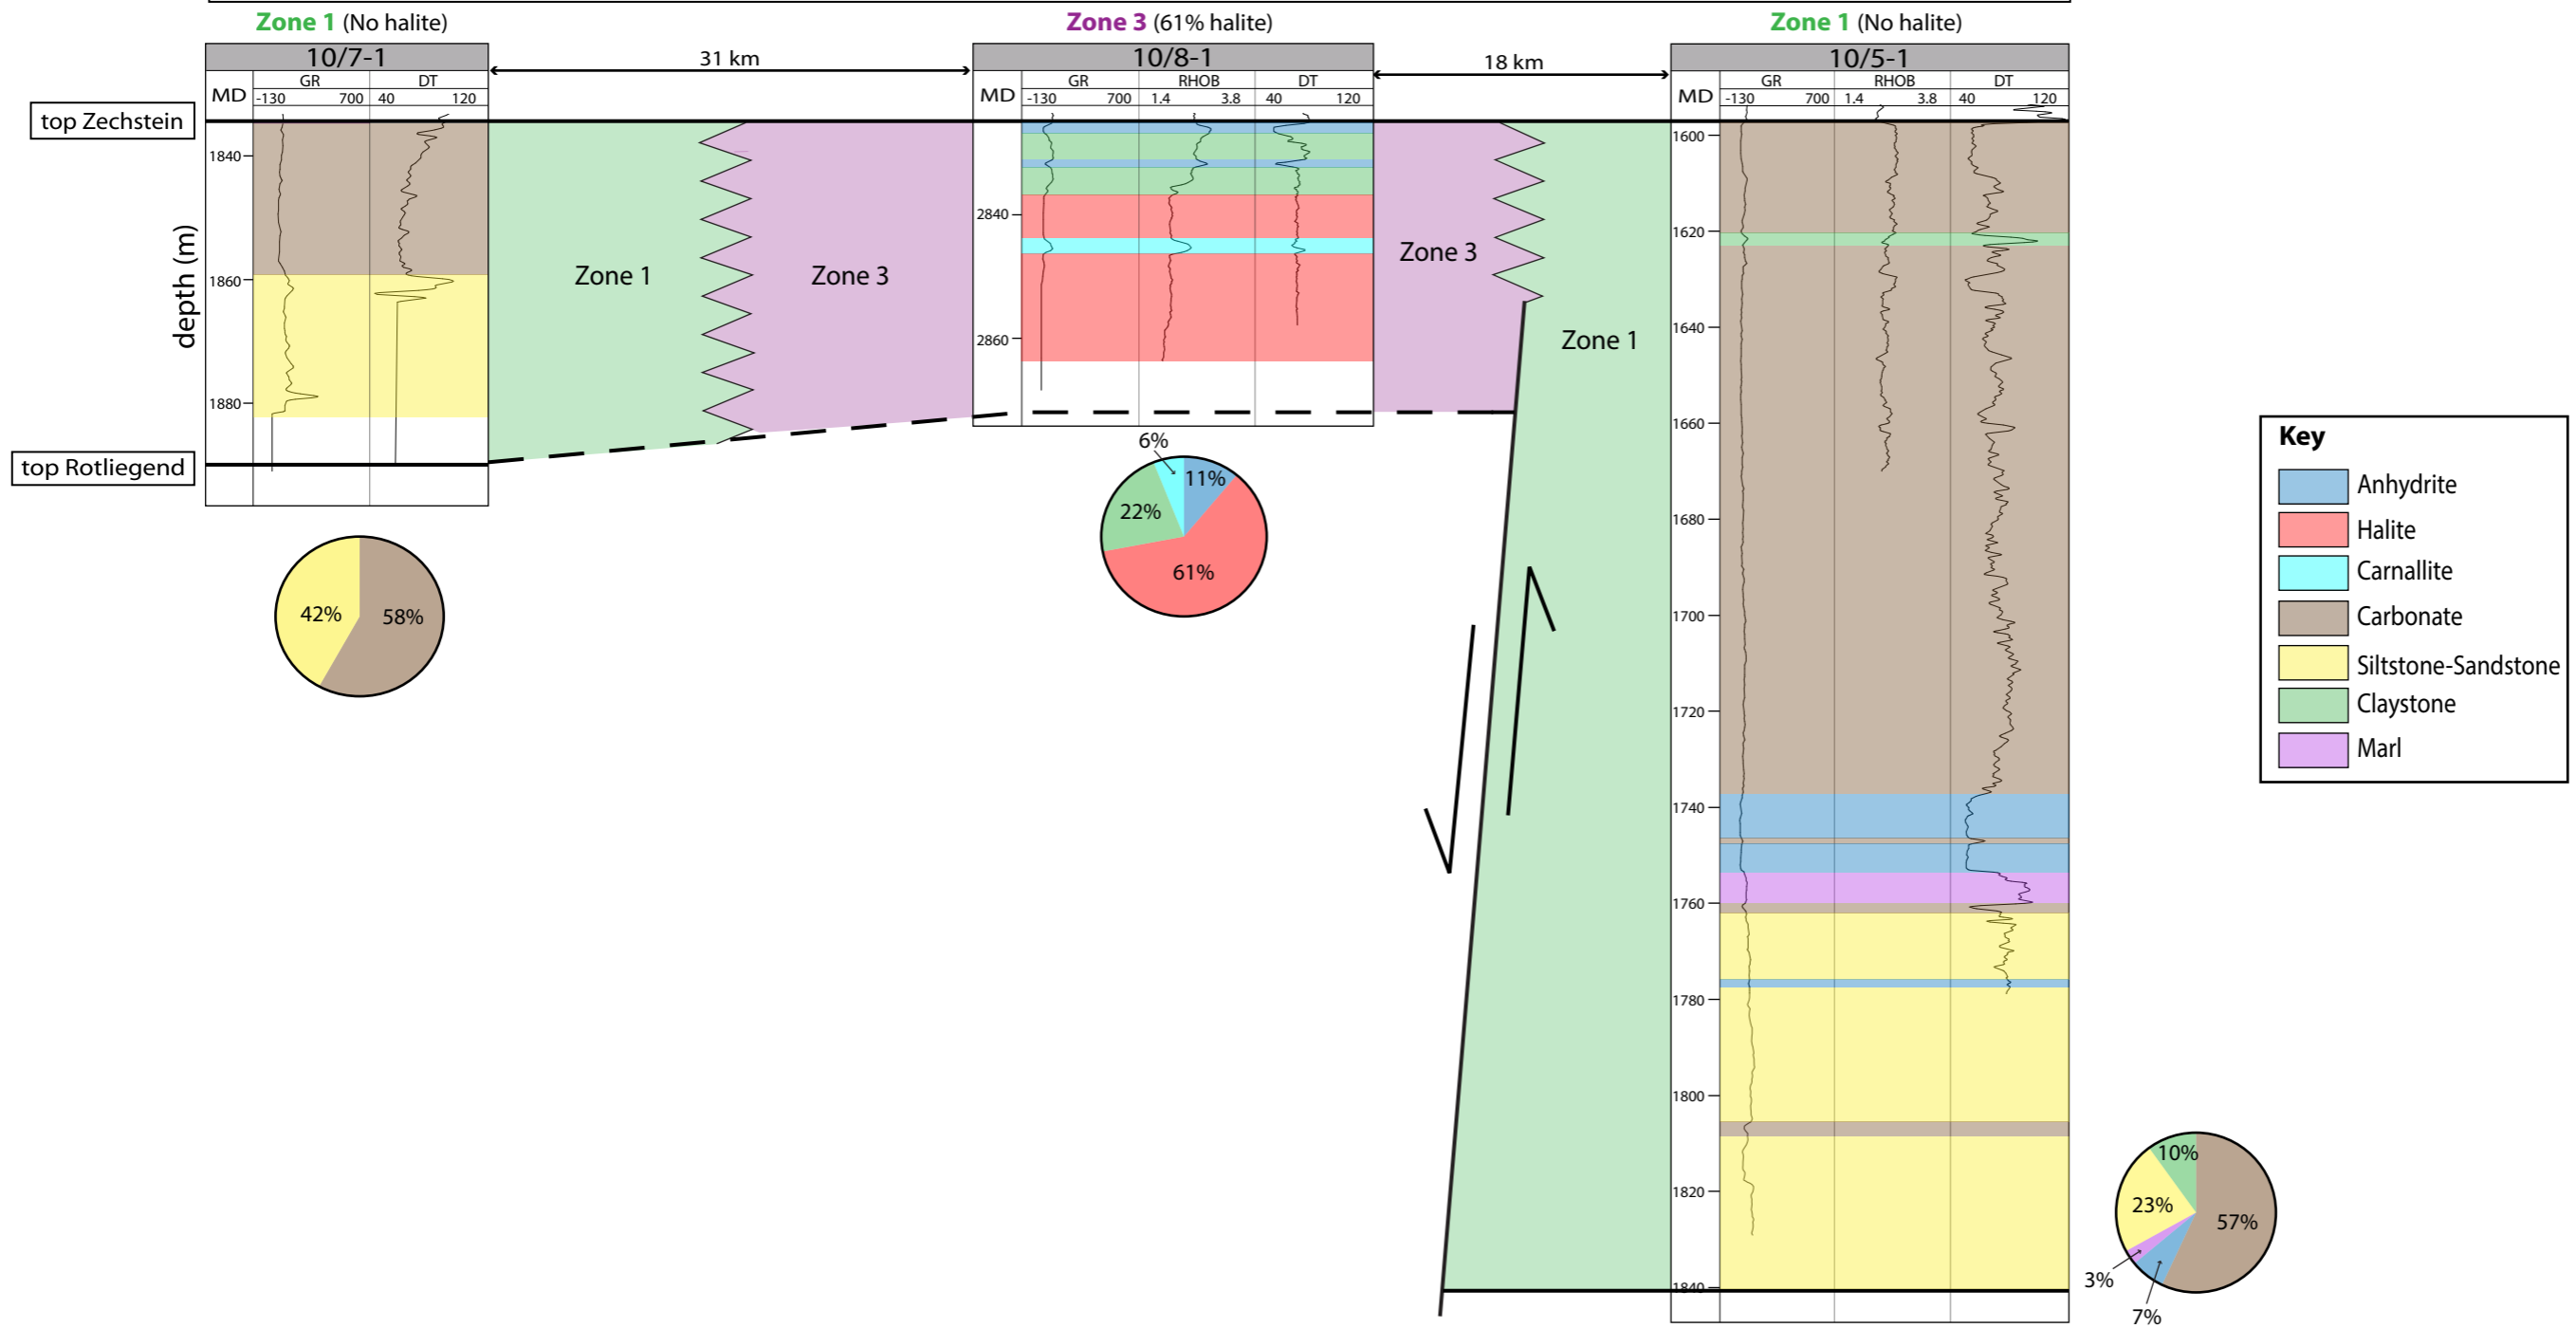 Zone 1 (No halite)
Zone 3 (61% halite)
Zone 1 (No halite)
10/7-1
31 km
10/8-1
18 km
10/5-1
MD
GR
DT
-130 700 40 120
MD
GR
RHOB
DT
-130 700 1.4 3.8 40 120
MD
GR
RHOB
DT
-130 700 1.4 3.8 40 120
top Zechstein
depth (m)
1840
1860
1880
top Rotliegend
Zone 1
Zone 3
2840
2860
Zone 3
Zone 1
1600
1620
1640
1660
1680
1700
1720
1740
1760
1780
1800
1820
1840
42%
58%
6%
11%
22%
61%
10%
23%
57%
3%
7%
Key
Anhydrite
Halite
Carnallite
Carbonate
Siltstone-Sandstone
Claystone
Marl